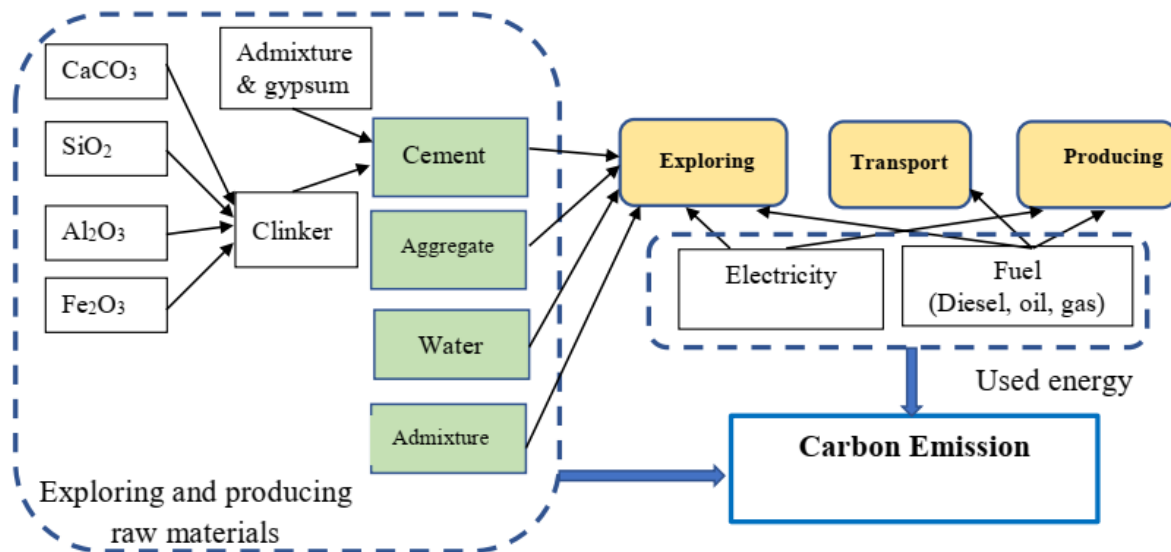 CaCO₃
SiO₂
Al₂O₃
Fe₂O₃
Admixture
& gypsum
Clinker
Cement
Aggregate
Water
Admixture
Exploring and producing
raw materials
Exploring
Transport
Producing
Electricity
Fuel
(Diesel, oil, gas)
Used energy
Carbon Emission